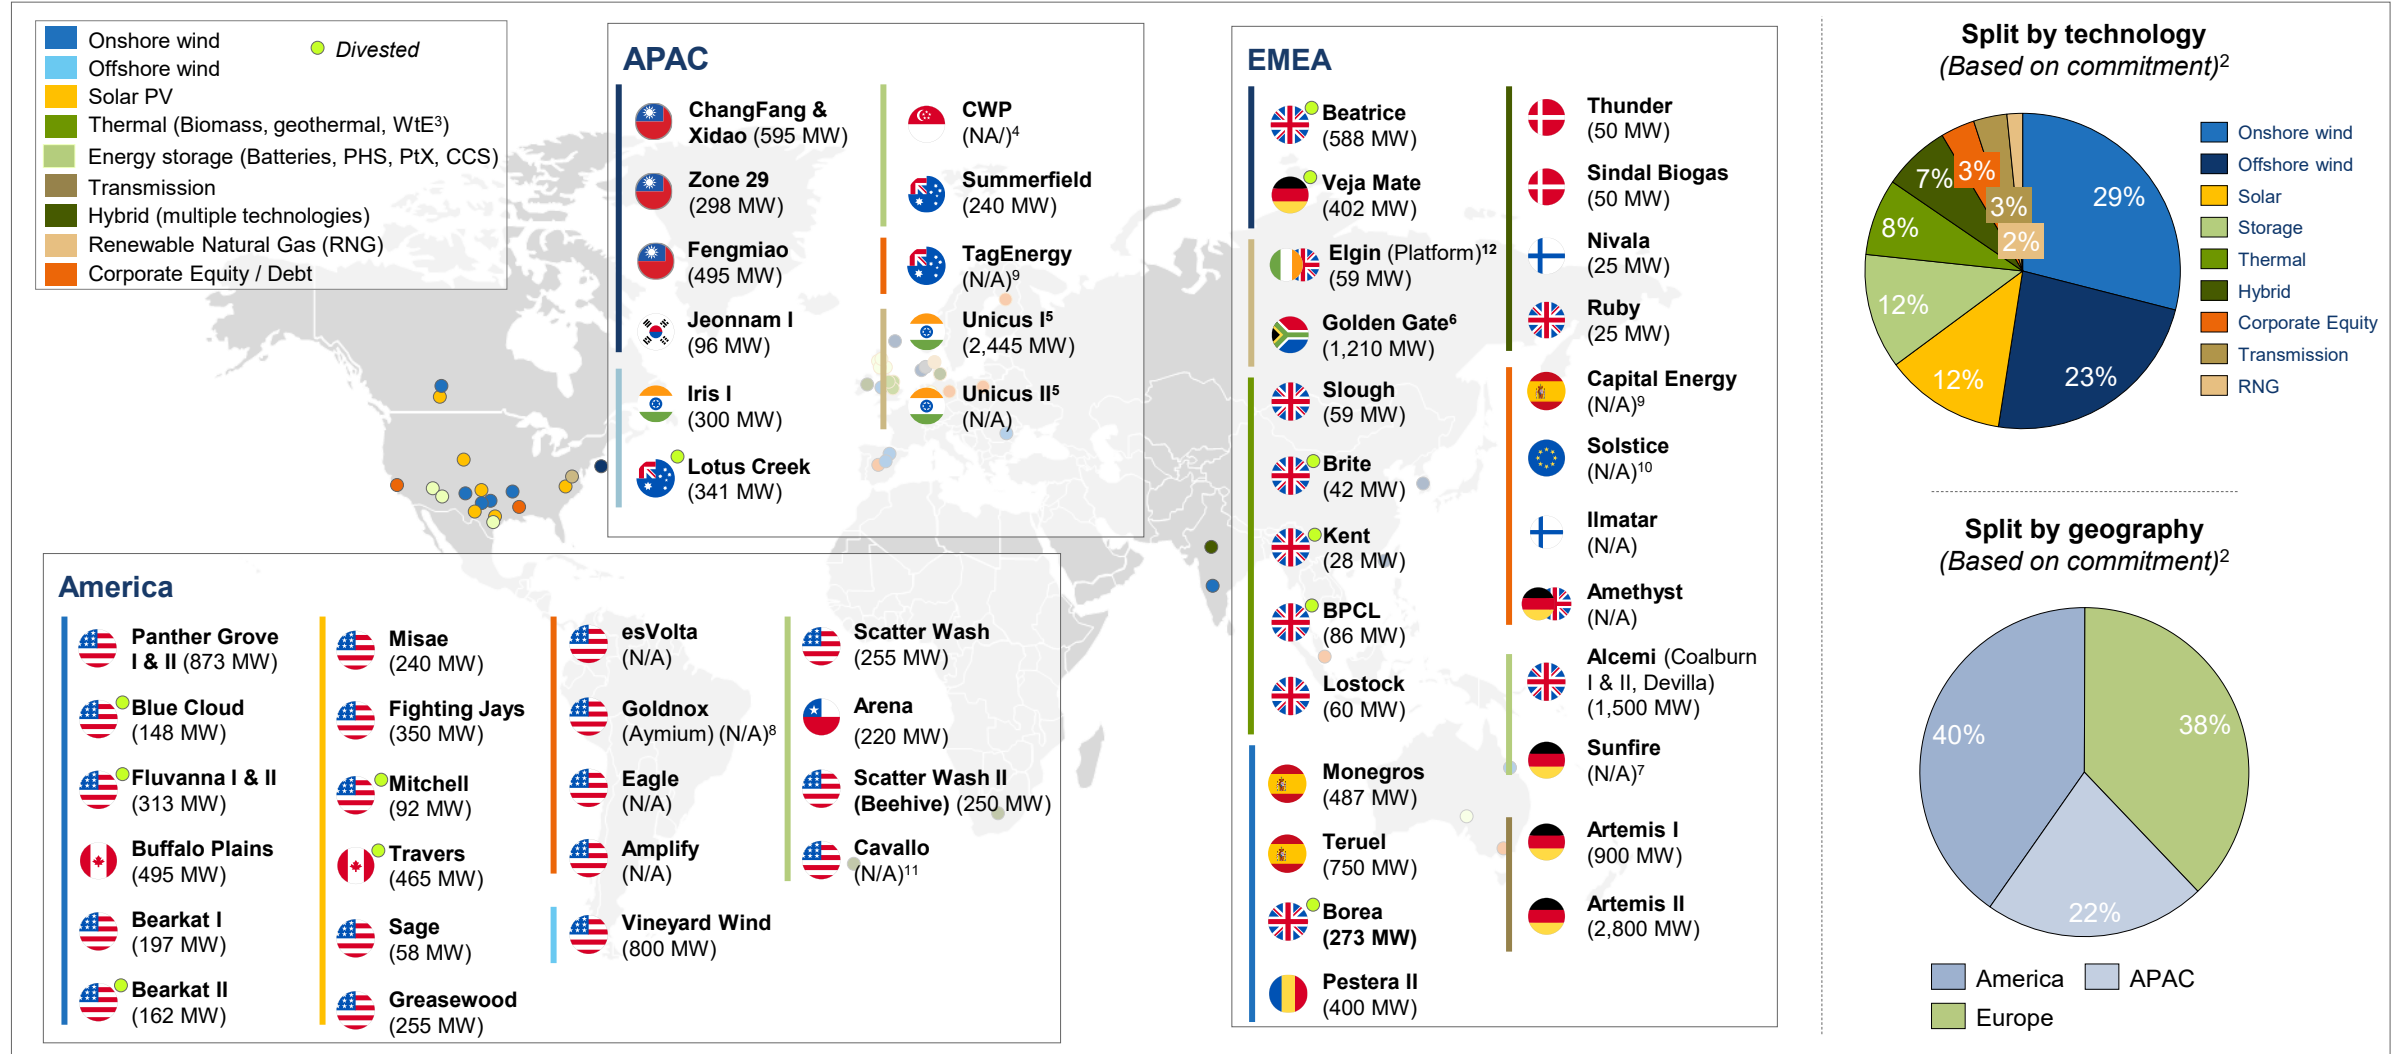 Onshore wind
Offshore wind
Solar PV
Thermal (Biomass, geothermal, WtE³)
Energy storage (Batteries, PHS, PtX, CCS)
Transmission
Hybrid (multiple technologies)
Renewable Natural Gas (RNG)
Corporate Equity / Debt
Divested
APAC
ChangFang &
Xidao (595 MW)
Zone 29
(298 MW)
Fengmiao
(495 MW)
Jeonnam I
(96 MW)
Iris I
(300 MW)
Lotus Creek
(341 MW)
CWP
(NA/)⁴
Summerfield
(240 MW)
TagEnergy
(N/A)⁹
Unicus I⁵
(2,445 MW)
Unicus II⁵
(N/A)
America
Panther Grove
I & II (873 MW)
Blue Cloud
(148 MW)
Fluvanna I & II
(313 MW)
Buffalo Plains
(495 MW)
Bearkat I
(197 MW)
Bearkat II
(162 MW)
Misae
(240 MW)
Fighting Jays
(350 MW)
Mitchell
(92 MW)
Travers
(465 MW)
Sage
(58 MW)
Greasewood
(255 MW)
esVolta
(N/A)
Goldnox
(Aymium) (N/A)⁸
Eagle
(N/A)
Amplify
(N/A)
Vineyard Wind
(800 MW)
Scatter Wash
(255 MW)
Arena
(220 MW)
Scatter Wash II
(Beehive) (250 MW)
Cavallo
(N/A)¹¹
EMEA
Beatrice
(588 MW)
Veja Mate
(402 MW)
Elgin (Platform)¹²
(59 MW)
Golden Gate⁶
(1,210 MW)
Slough
(59 MW)
Brite
(42 MW)
Kent
(28 MW)
BPCL
(86 MW)
Lostock
(60 MW)
Monegros
(487 MW)
Teruel
(750 MW)
Borea
(273 MW)
Pestera II
(400 MW)
Thunder
(50 MW)
Sindal Biogas
(50 MW)
Nivala
(25 MW)
Ruby
(25 MW)
Capital Energy
(N/A)⁹
Solstice
(N/A)¹⁰
Ilmatar
(N/A)
Amethyst
(N/A)
Alcemi (Coalburn
I & II, Devilla)
(1,500 MW)
Sunfire
(N/A)⁷
Artemis I
(900 MW)
Artemis II
(2,800 MW)
Split by technology
(Based on commitment)²
29%
23%
12%
12%
8%
7%
3%
3%
2%
Onshore wind
Offshore wind
Solar
Storage
Thermal
Hybrid
Corporate Equity
Transmission
RNG
Split by geography
(Based on commitment)²
40%
38%
22%
America
APAC
Europe